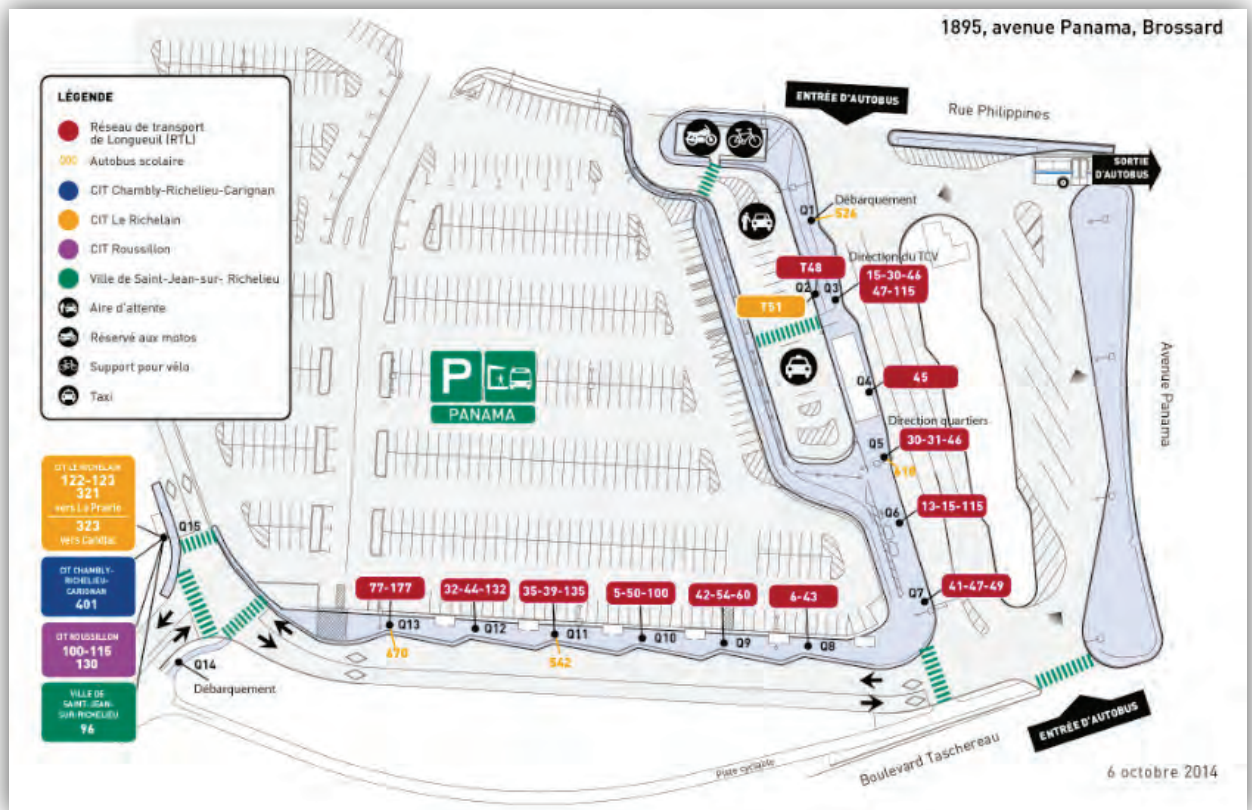 1895, avenue Panama, Brossard
LÉGENDE
Réseau de transport
de Longueuil (RTL)
Autobus scolaire
CIT Chambly-Richelieu-Carignan
CIT Le Richelain
CIT Roussillon
Ville de Saint-Jean-sur- Richelieu
Aire d'attente
Réservé aux motos
Support pour vélo
Taxi
ENTRÉE D'AUTOBUS
Rue Philippines
SORTIE
D'AUTOBUS
Avenue Panama
Q1
Débarquement
526
Direction du TCV
T48
Q2
Q3
15-30-46
47-115
T51
Q4
45
Direction quartiers
Q5
30-31-46
Q6
13-15-115
Q7
41-47-49
P
PANAMA
CIT LE RICHELAIN
122-123
321
vers La Prairie
323
vers Candiac
Q15
CIT CHAMBLY-
RICHELIEU-
CARIGNAN
401
CIT ROUSSILLON
100-115
130
VILLE DE
SAINT-JEAN-
SUR-RICHELIEU
96
77-177
32-44-132
35-39-135
5-50-100
42-54-60
6-43
Q13
Q12
Q11
Q10
Q9
Q8
670
542
Q14
Débarquement
Piste cyclable
Boulevard Taschereau
ENTRÉE D'AUTOBUS
6 octobre 2014